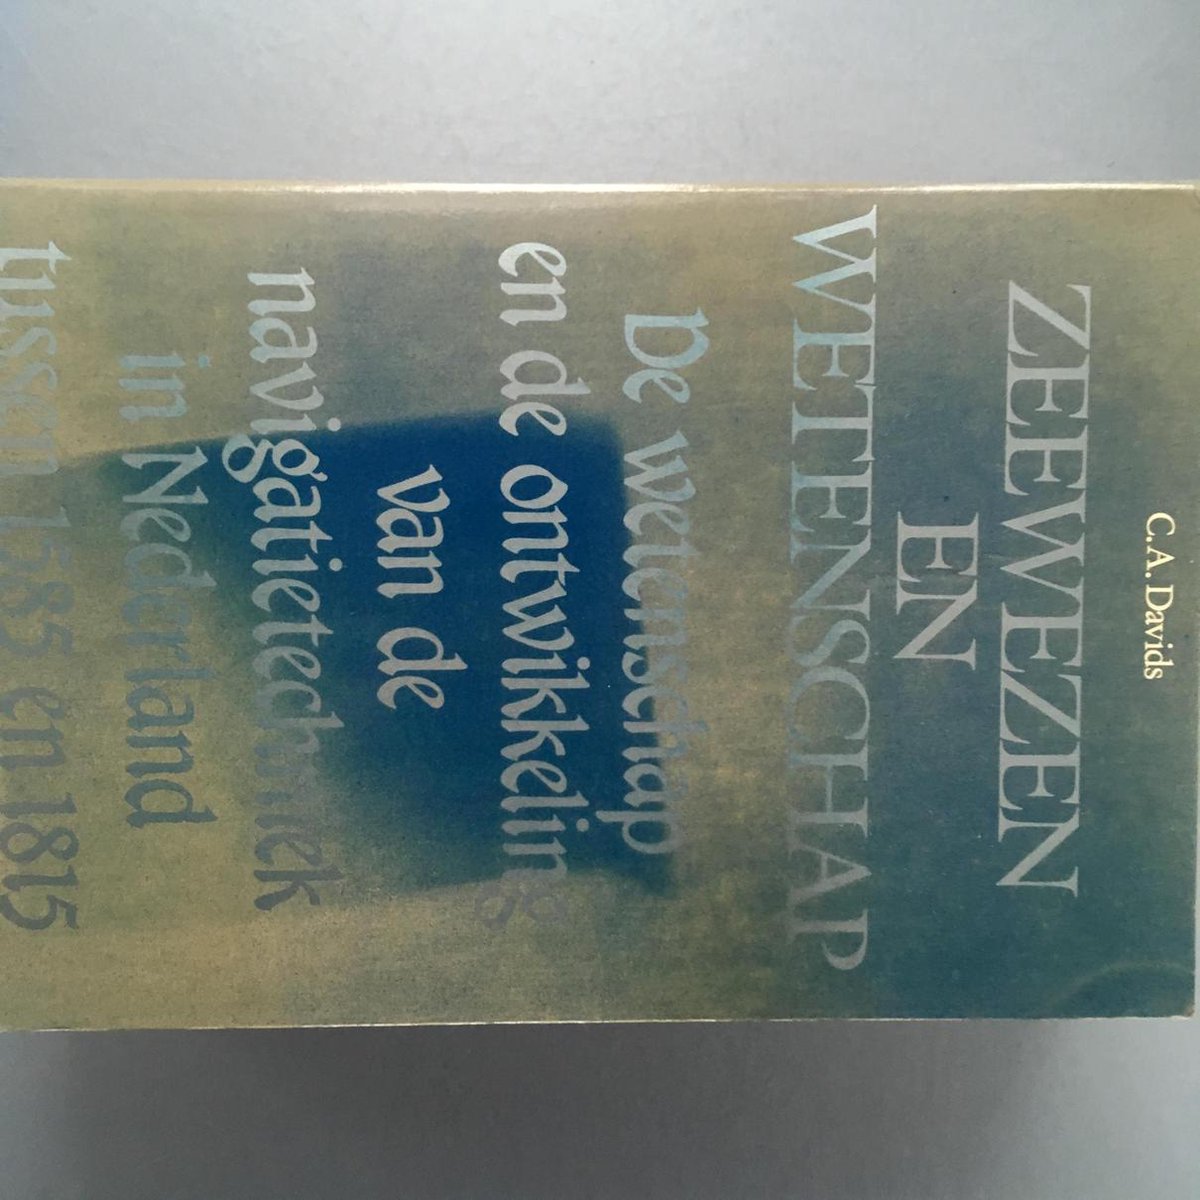 C. A. Davids
ZEEWEZEN
EN
WETENSCHAP
De wetenschap
en de ontwikkeling
van de
navigatietechniek
in Nederland
tussen 1585 en 1815